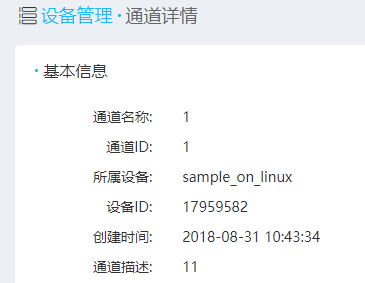 设备管理·通道详情
·基本信息
通道名称: 1
通道ID: 1
所属设备: sample_on_linux
设备ID: 17959582
创建时间: 2018-08-31 10:43:34
通道描述: 11